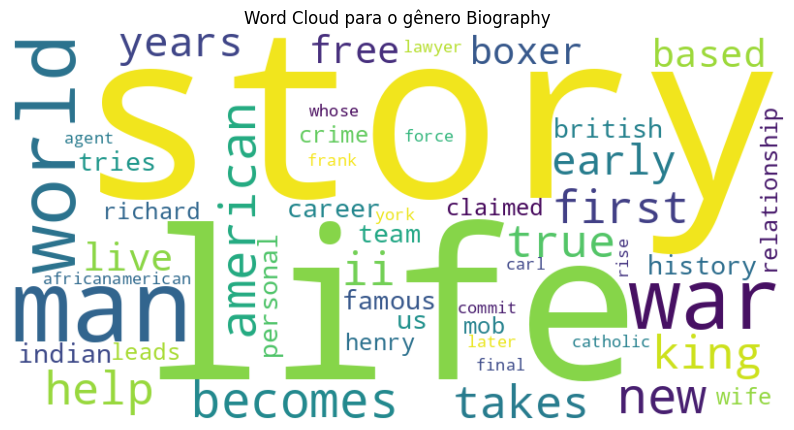 Word Cloud para o gênero Biography
years
free
lawyer
boxer
based
world
story
agent
tries
american
whose
crime
force
frank
british
early
relationship
richard
career
york
claimed
first
live
personal
life
team
true
rise
africanamerican
ii
carl
history
man
famous
commit
war
us
mob
indian
leads
henry
later
catholic
final
king
help
becomes
takes
new
wife